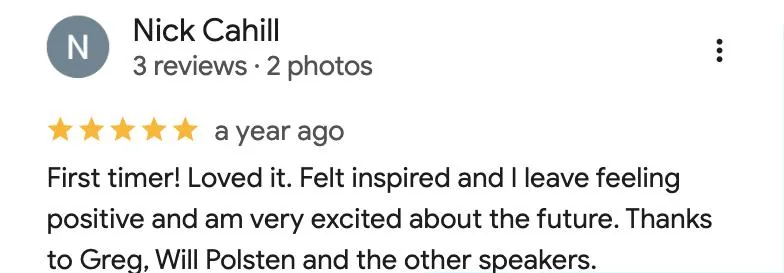 N
Nick Cahill
3 reviews · 2 photos
a year ago
First timer! Loved it. Felt inspired and I leave feeling
positive and am very excited about the future. Thanks
to Greg, Will Polsten and the other speakers.